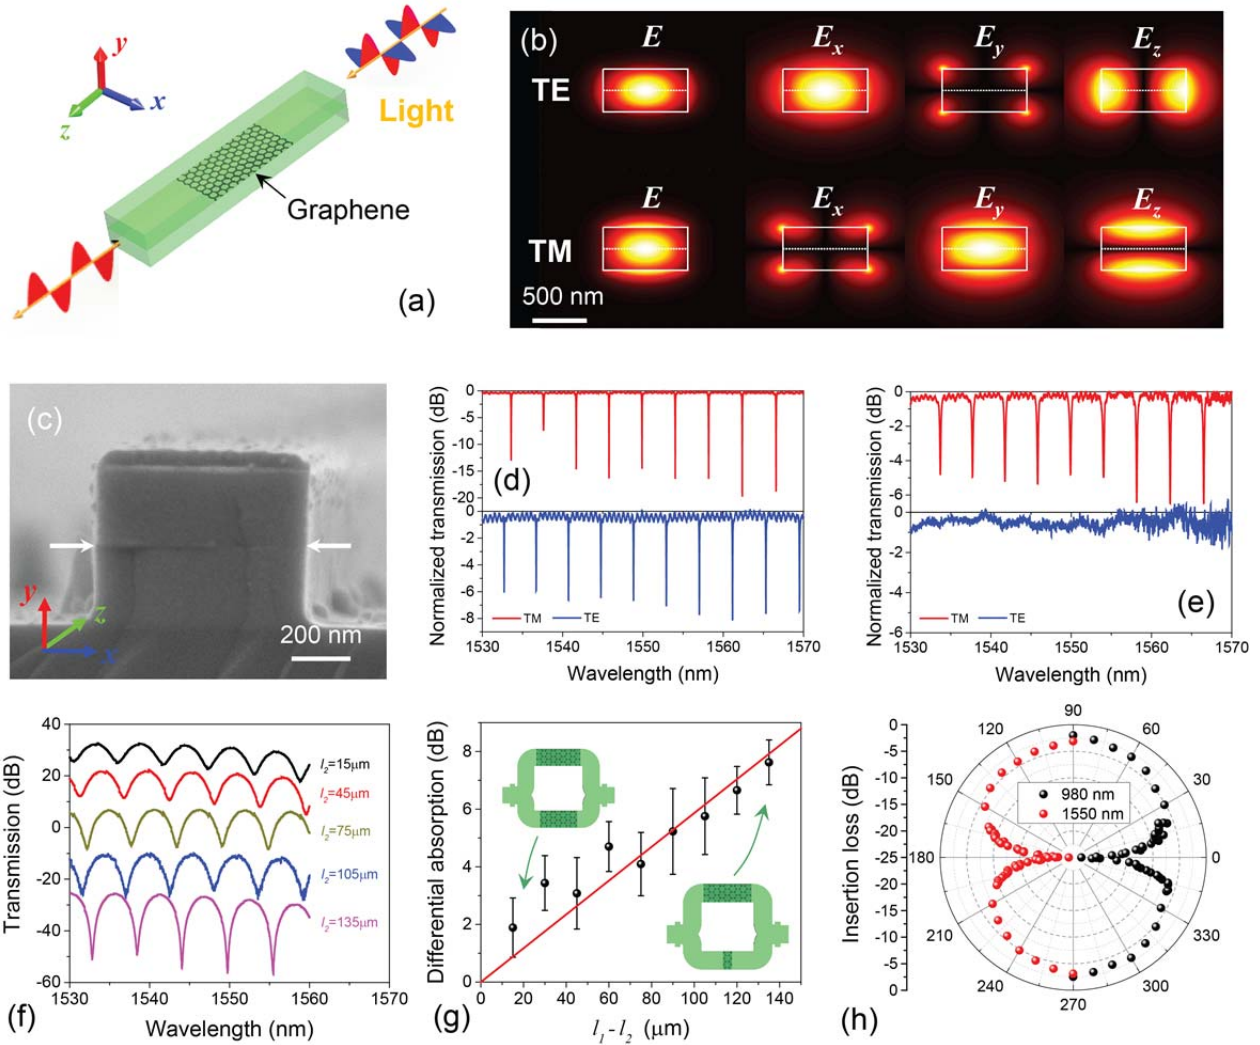 y
x
z
Light
Graphene
(a)
(b)
E
Ex
Ey
Ez
TE
E
Ex
Ey
Ez
TM
500 nm
(c)
y
z
x
200 nm
Normalized transmission (dB)
0
-5
-10
-15
-20
0
-2
-4
-6
-8
(d)
TM
TE
1530
1540
1550
1560
1570
Wavelength (nm)
Normalized transmission (dB)
0
-2
-4
-6
0
-2
-8
-6
(e)
TM
TE
1530
1540
1550
1560
1570
Wavelength (nm)
Transmission (dB)
40
20
0
-20
-40
-60
l2=15μm
l2=45μm
l2=75μm
l2=105μm
l2=135μm
1530
1540
1550
1560
1570
Wavelength (nm)
(f)
Differential absorption (dB)
8
6
4
2
0
0
20
40
60
80
100
120
140
l1-l2 (μm)
(g)
Insertion loss (dB)
0
-5
-10
-15
-20
-25
-20
-15
-10
-5
0
90
120
60
150
30
180
0
210
330
240
300
270
980 nm
1550 nm
(h)